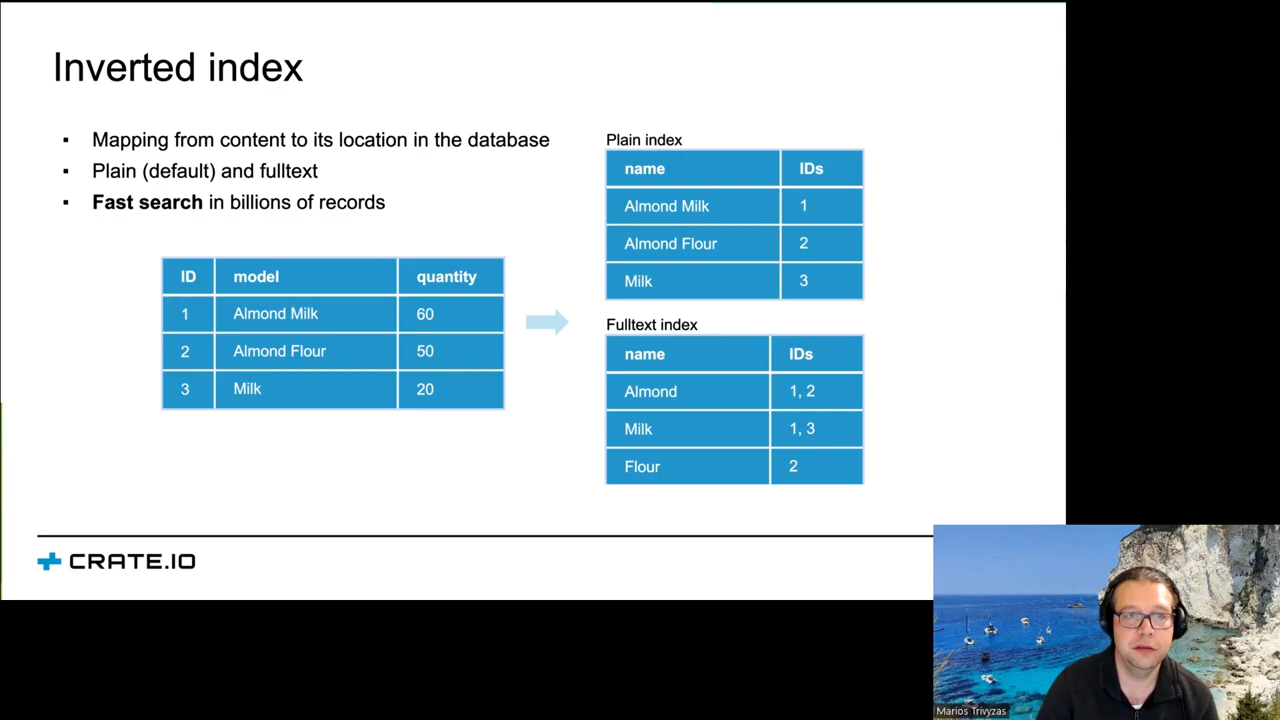 Inverted index
▪ Mapping from content to its location in the database
▪ Plain (default) and fulltext
▪ Fast search in billions of records
ID model quantity
1 Almond Milk 60
2 Almond Flour 50
3 Milk 20
Plain index
name IDs
Almond Milk 1
Almond Flour 2
Milk 3
Fulltext index
name IDs
Almond 1, 2
Milk 1, 3
Flour 2
CRATE.IO
Marios Trivyzas